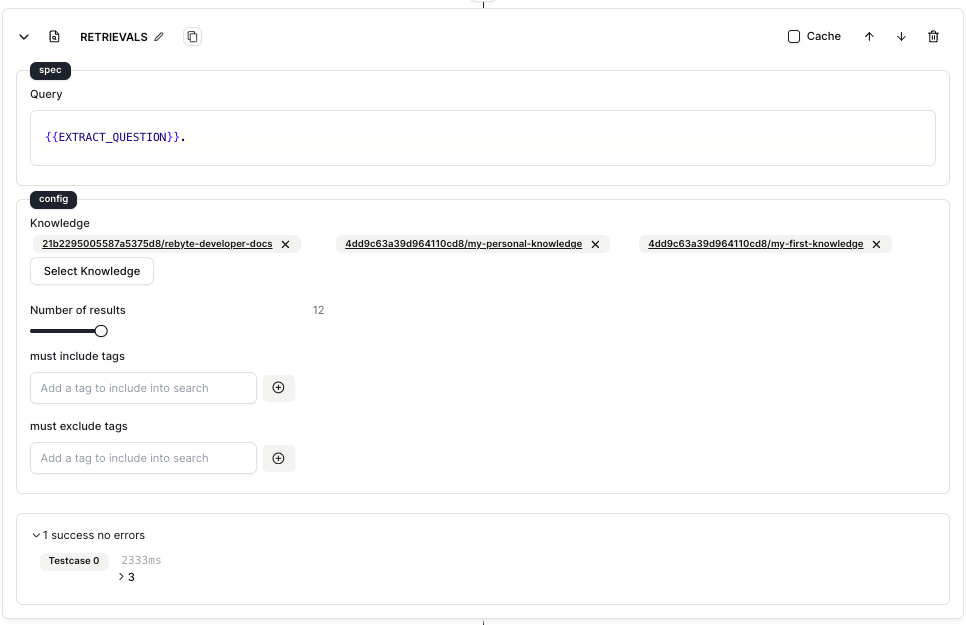 RETRIEVALS
Cache
spec
Query
{{EXTRACT_QUESTION}}.
config
Knowledge
21b2295005587a5375d8/rebyte-developer-docs
4dd9c63a39d964110cd8/my-personal-knowledge
4dd9c63a39d964110cd8/my-first-knowledge
Select Knowledge
Number of results 12
must include tags
Add a tag to include into search
must exclude tags
Add a tag to include into search
1 success no errors
Testcase 0 2333ms
3